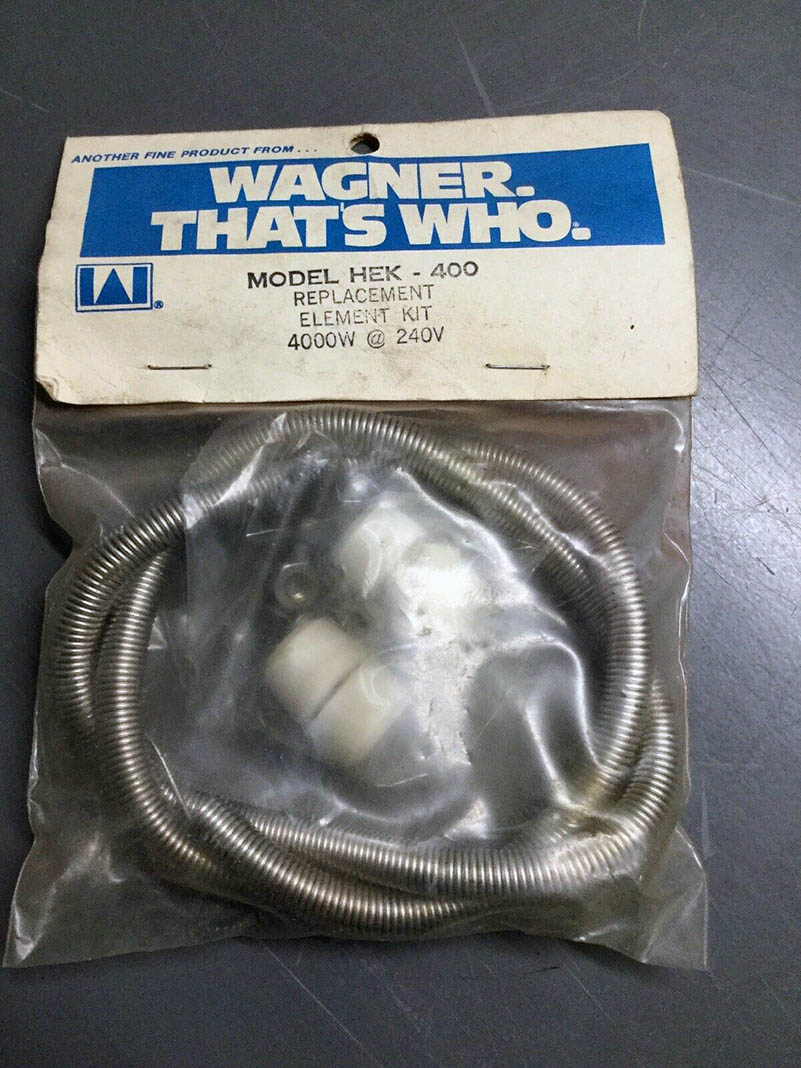 ANOTHER FINE PRODUCT FROM...
WAGNER.
THAT'S WHO.®
W®
MODEL HEK - 400
REPLACEMENT
ELEMENT KIT
4000W @ 240V